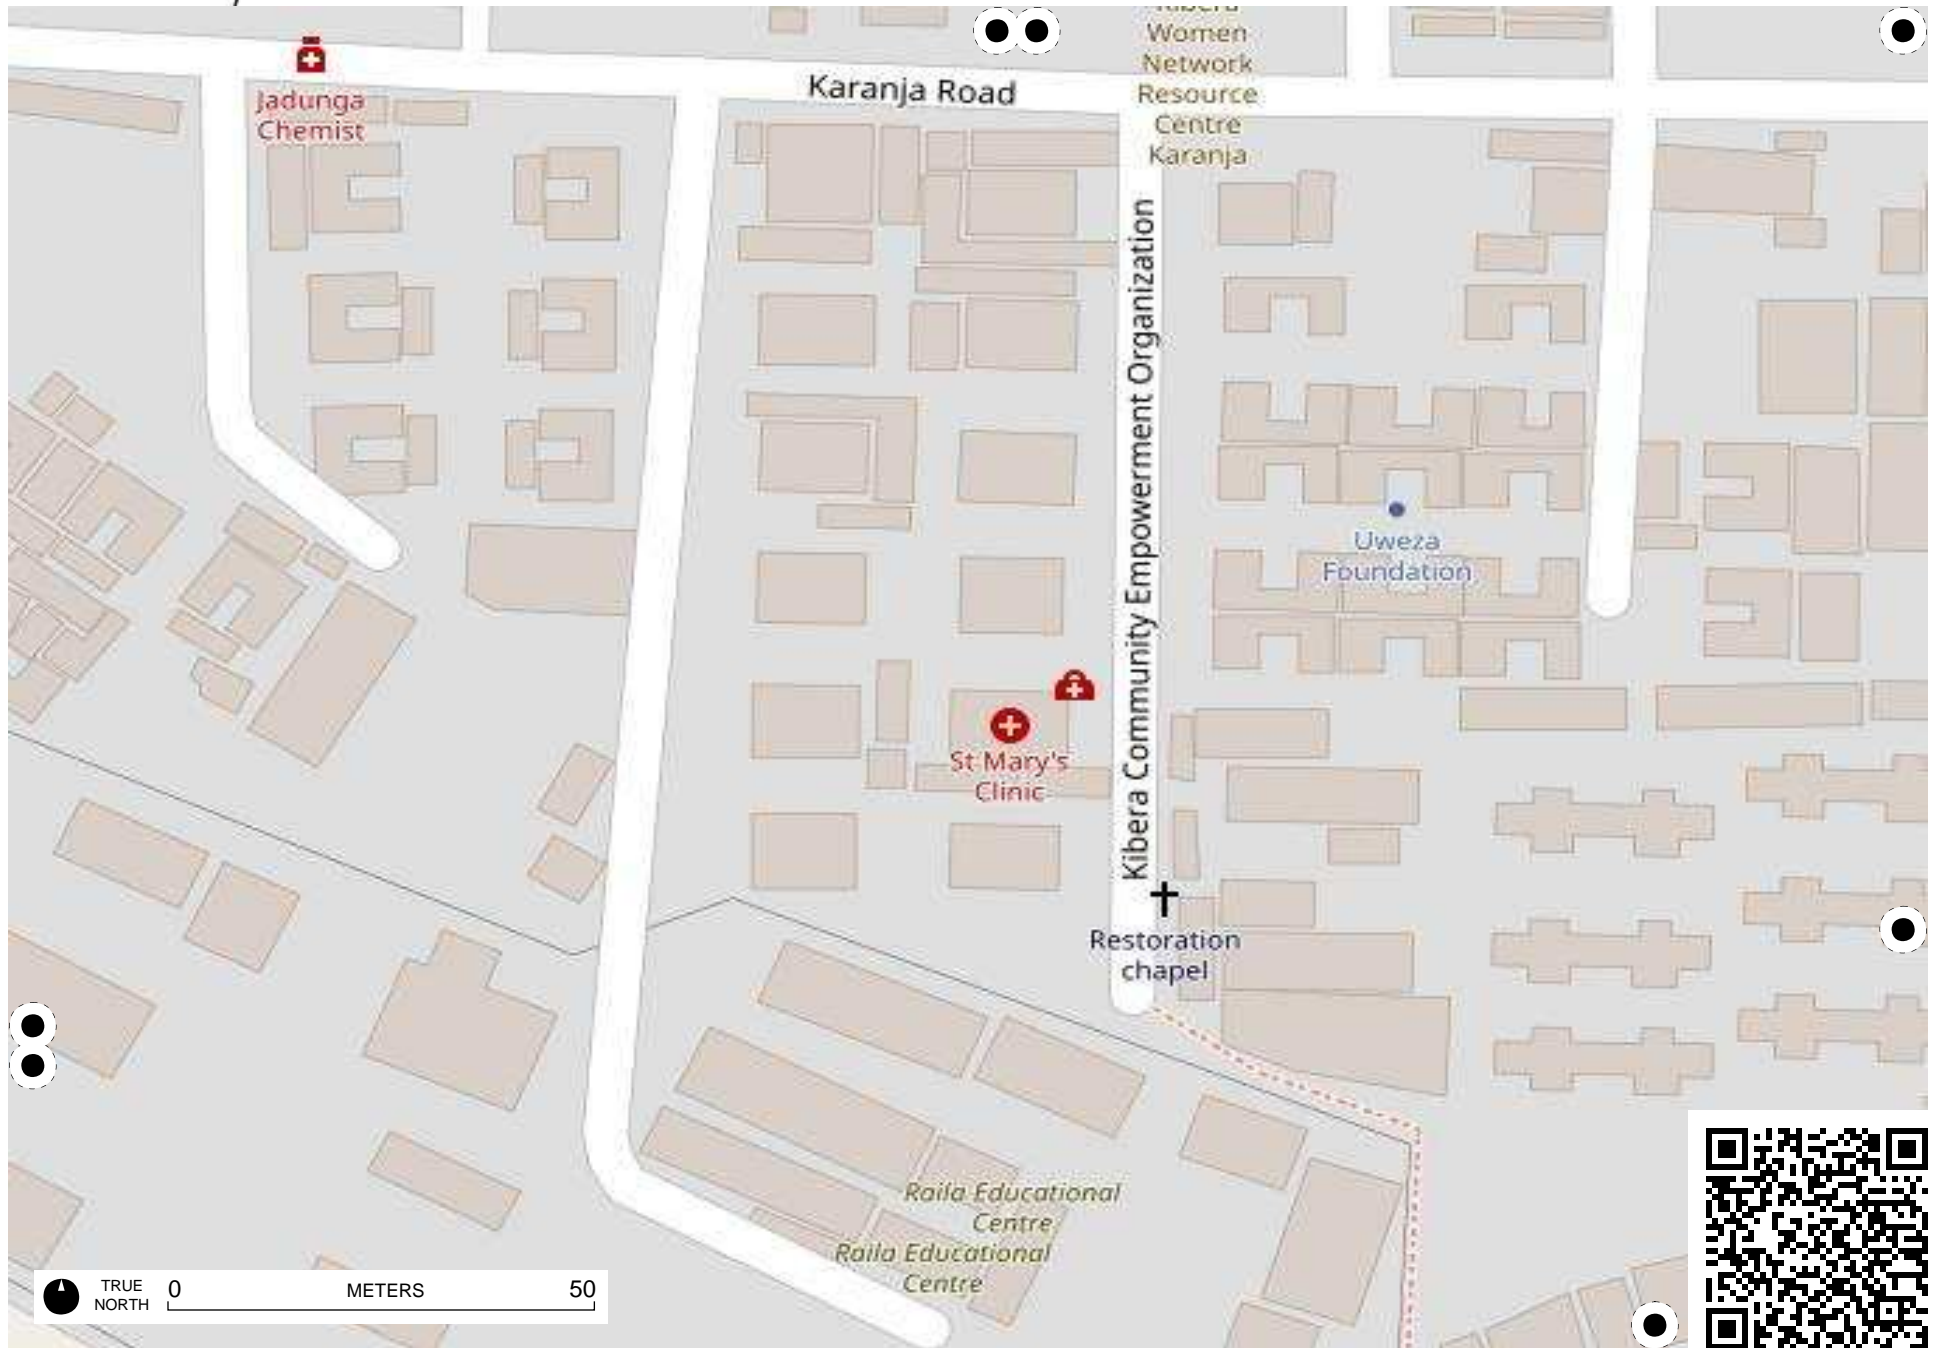 Kibera
Women
Network
Resource
Centre
Karanja
Karanja Road
Jadunga
Chemist
Kibera Community Empowerment Organization
Uweza
Foundation
St Mary's
Clinic
Restoration
chapel
Raila Educational
Centre
Raila Educational
Centre
TRUE
NORTH
0 METERS 50